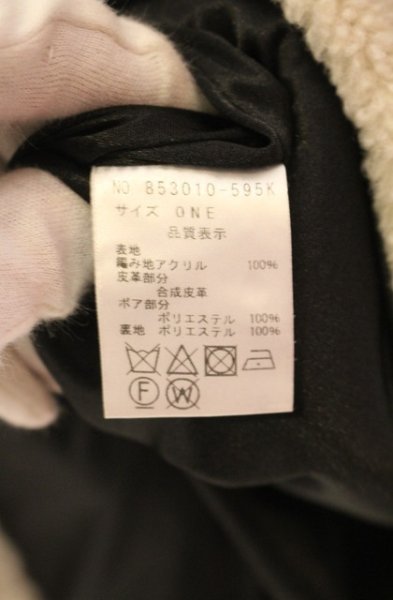 NO. 853010-595K
サイズ ONE
品質表示
表地
編み地アクリル 100%
皮革部分
合成皮革
ボア部分
ポリエステル 100%
裏地 ポリエステル 100%
F W